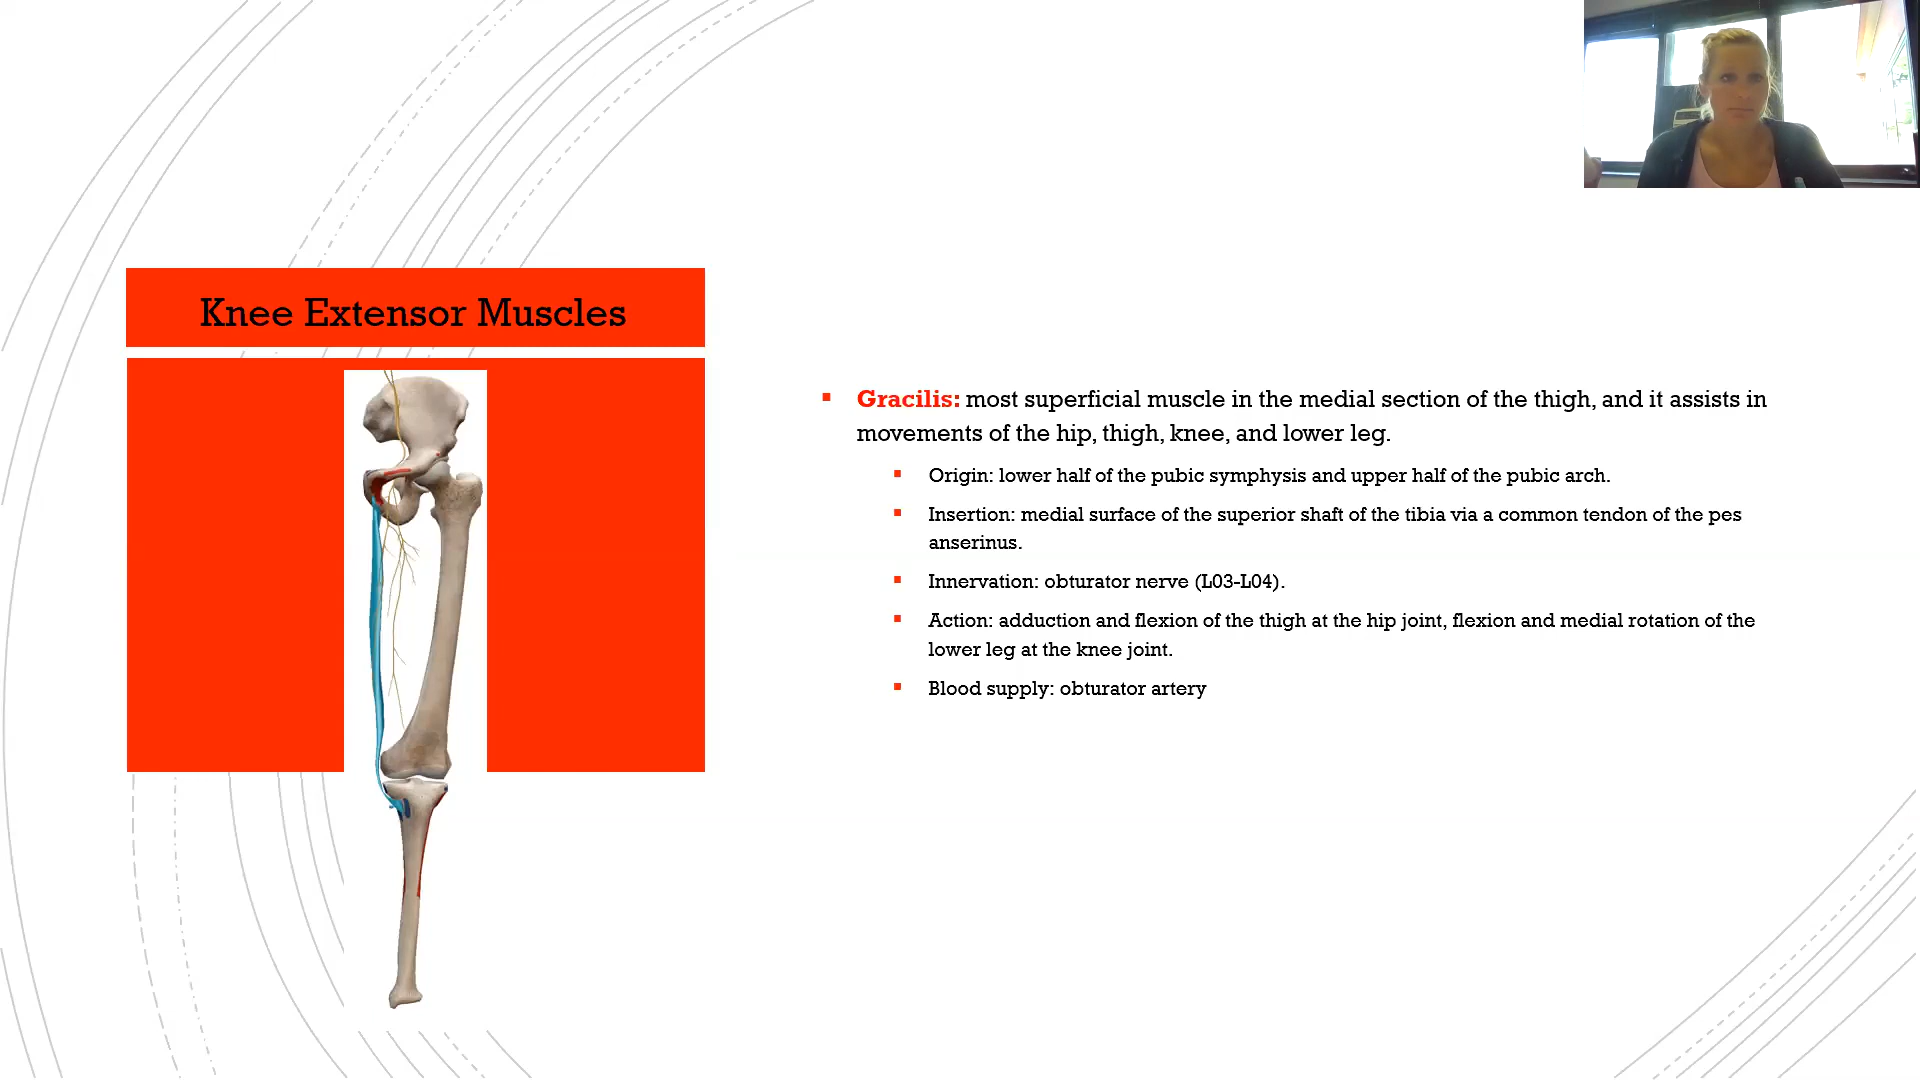 Knee Extensor Muscles
Gracilis: most superficial muscle in the medial section of the thigh, and it assists in
movements of the hip, thigh, knee, and lower leg.
Origin: lower half of the pubic symphysis and upper half of the pubic arch.
Insertion: medial surface of the superior shaft of the tibia via a common tendon of the pes
anserinus.
Innervation: obturator nerve (L03-L04).
Action: adduction and flexion of the thigh at the hip joint, flexion and medial rotation of the
lower leg at the knee joint.
Blood supply: obturator artery